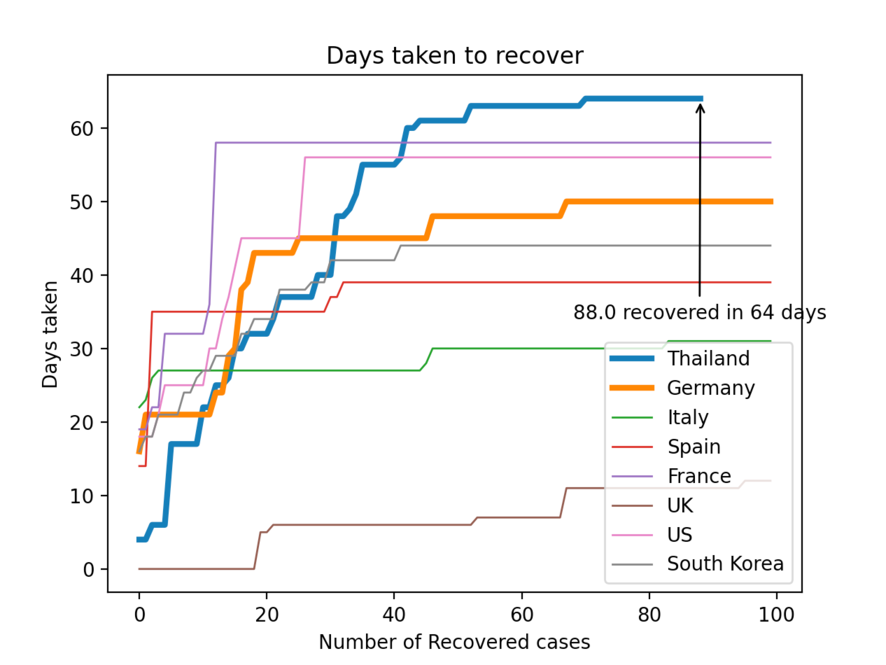 Days taken to recover
Days taken
60
50
40
30
20
10
0
88.0 recovered in 64 days
Thailand
Germany
Italy
Spain
France
UK
US
South Korea
0 20 40 60 80 100
Number of Recovered cases